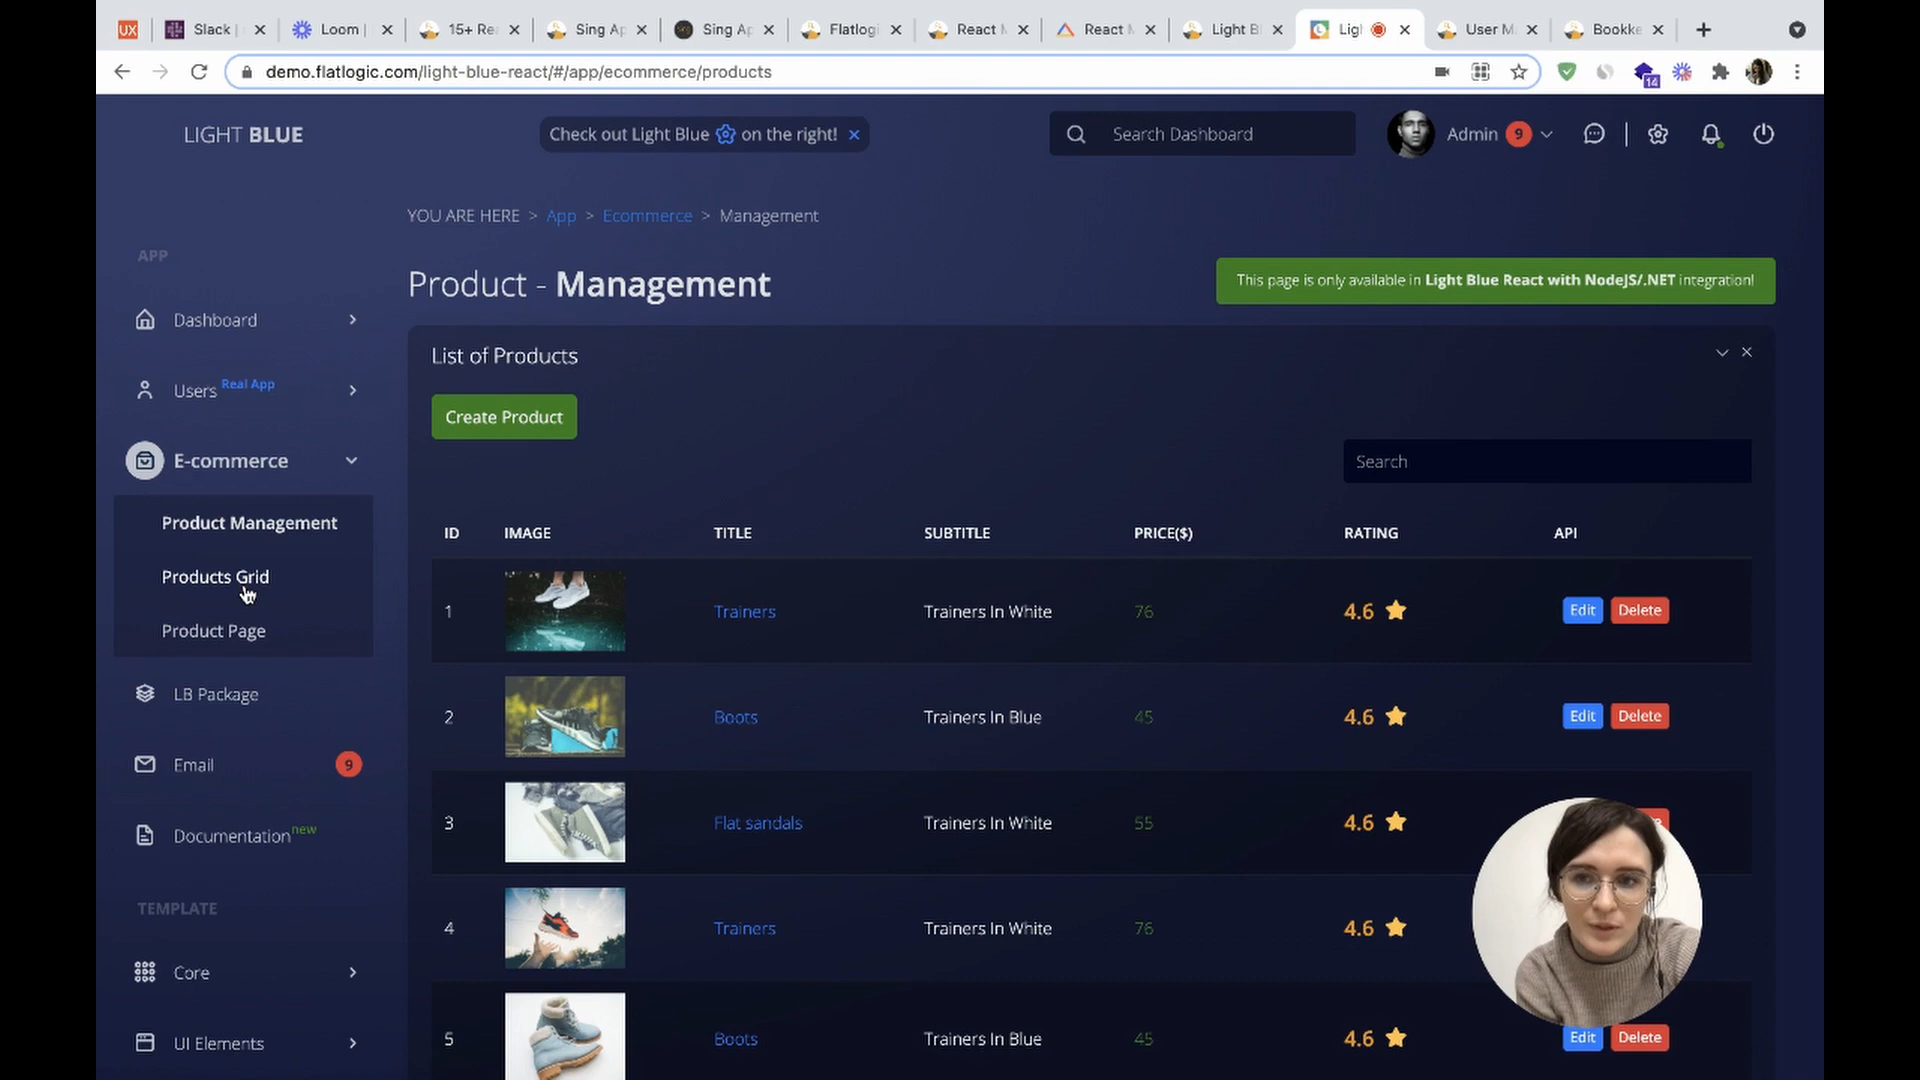 UX
Slack |
Loom |
15+ Re
Sing Ap
Sing Ap
Flatlogi
React
React
Light B
Ligh
User M
Bookke
demo.flatlogic.com/light-blue-react/#/app/ecommerce/products
14
LIGHT BLUE
Check out Light Blue on the right!
Search Dashboard
Admin 9
YOU ARE HERE > App > Ecommerce > Management
APP
Product - Management
This page is only available in Light Blue React with NodeJS/.NET integration!
Dashboard
List of Products
Users Real App
Create Product
E-commerce
Search
Product Management
Products Grid
Product Page
LB Package
Email 9
Documentation new
TEMPLATE
Core
UI Elements
ID IMAGE TITLE SUBTITLE PRICE($) RATING API
1 Trainers Trainers In White 76 4.6 Edit Delete
2 Boots Trainers In Blue 45 4.6 Edit Delete
3 Flat sandals Trainers In White 55 4.6
4 Trainers Trainers In White 76 4.6
5 Boots Trainers In Blue 45 4.6 Edit Delete